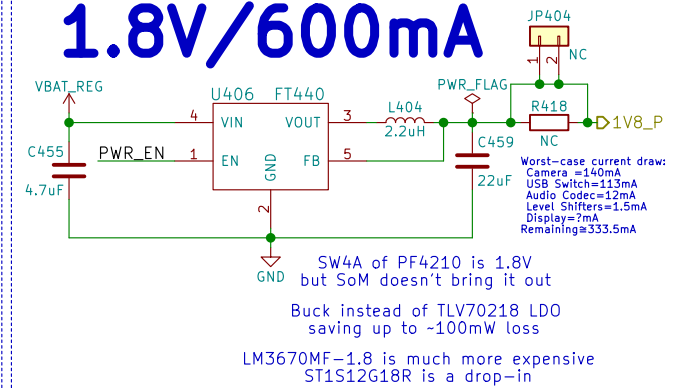 1.8V/600mA
JP404
1
2
NC
VBAT_REG
U406
FT440
PWR_FLAG
R418
NC
1V8_P
4
VIN
VOUT
3
L404
2.2uH
C455
4.7uF
PWR_EN
1
EN
GND
FB
5
2
C459
22uF
Worst-case current draw:
Camera =140mA
USB Switch=113mA
Audio Codec=12mA
Level Shifters=1.5mA
Display=?mA
Remaining≅333.5mA
GND
SW4A of PF4210 is 1.8V
but SoM doesn't bring it out
Buck instead of TLV70218 LDO
saving up to ~100mW loss
LM3670MF-1.8 is much more expensive
ST1S12G18R is a drop-in